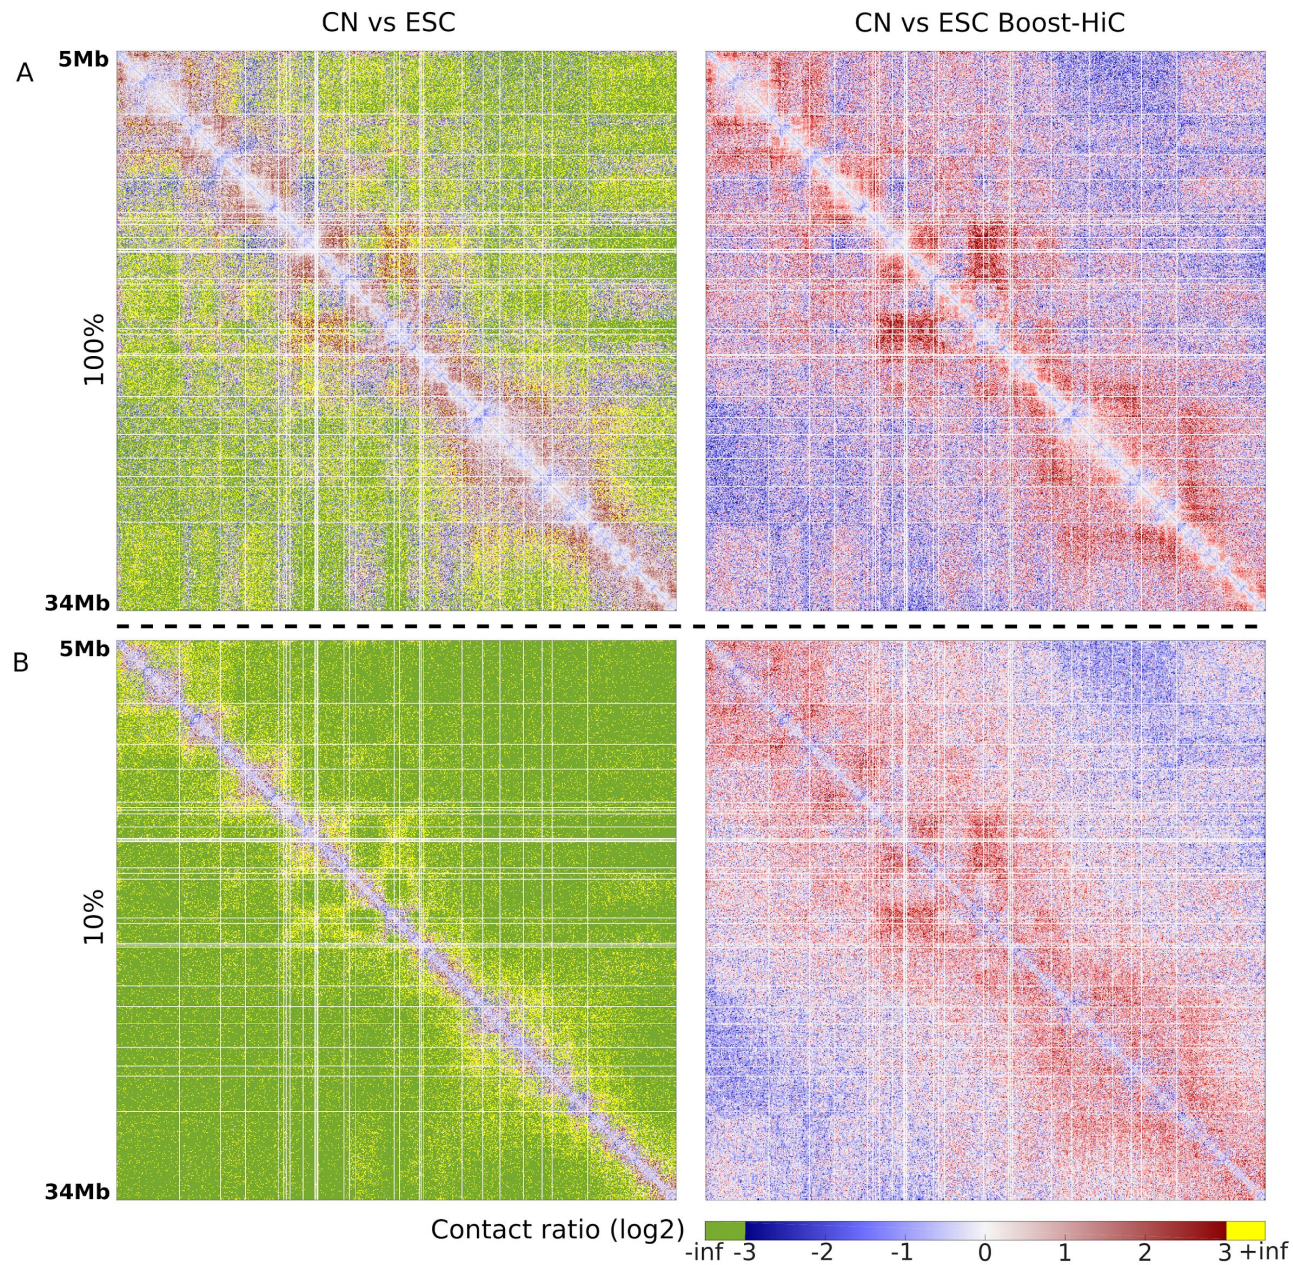 CN vs ESC
CN vs ESC Boost-HiC
A
5Mb
100%
34Mb
B
5Mb
10%
34Mb
Contact ratio (log2)
-inf -3 -2 -1 0 1 2 3 +inf